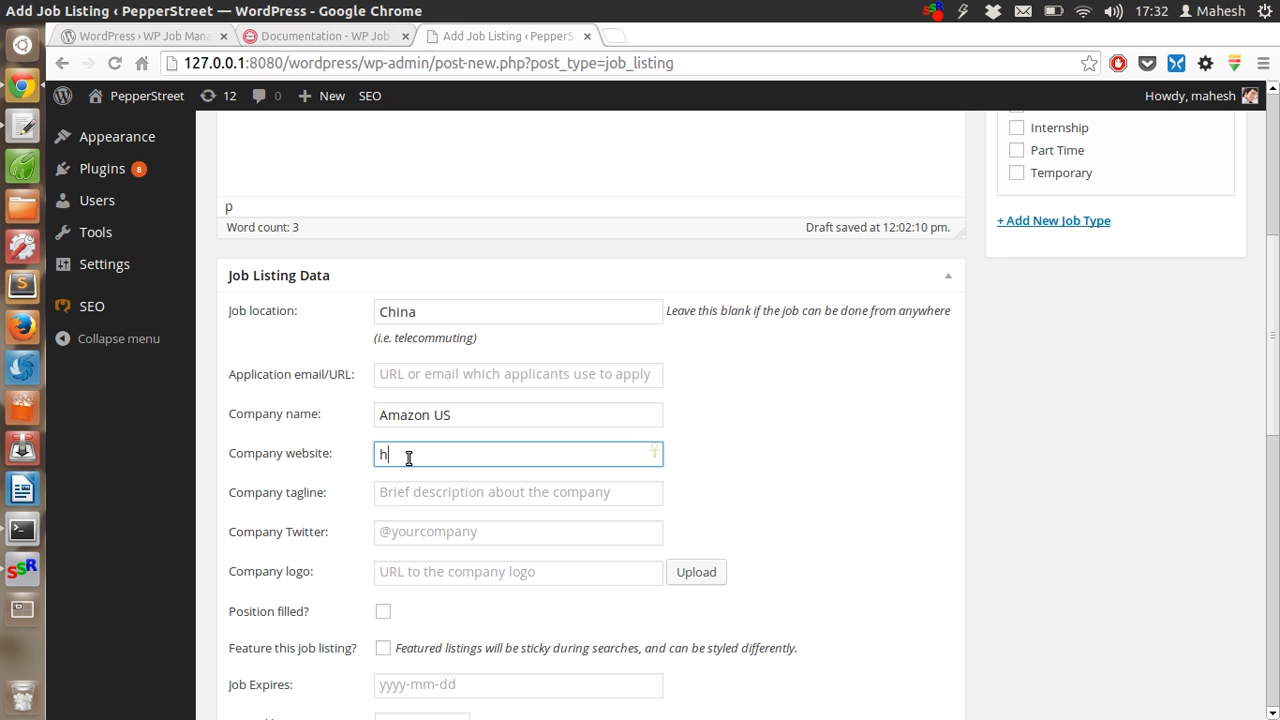 Add Job Listing ‹ PepperStreet — WordPress - Google Chrome
17:32 Mahesh
WordPress › WP Job Mana
Documentation - WP Job
Add Job Listing ‹ PepperS
127.0.0.1:8080/wordpress/wp-admin/post-new.php?post_type=job_listing
PepperStreet 12 0 New SEO
Howdy, mahesh
Appearance
Plugins 8
Users
Tools
Settings
SEO
Collapse menu
p
Word count: 3
Draft saved at 12:02:10 pm.
Internship
Part Time
Temporary
+ Add New Job Type
Job Listing Data
Job location:
China
Leave this blank if the job can be done from anywhere
(i.e. telecommuting)
Application email/URL:
URL or email which applicants use to apply
Company name:
Amazon US
Company website:
h
Company tagline:
Brief description about the company
Company Twitter:
@yourcompany
Company logo:
URL to the company logo
Upload
Position filled?
Feature this job listing?
Featured listings will be sticky during searches, and can be styled differently.
Job Expires:
yyyy-mm-dd